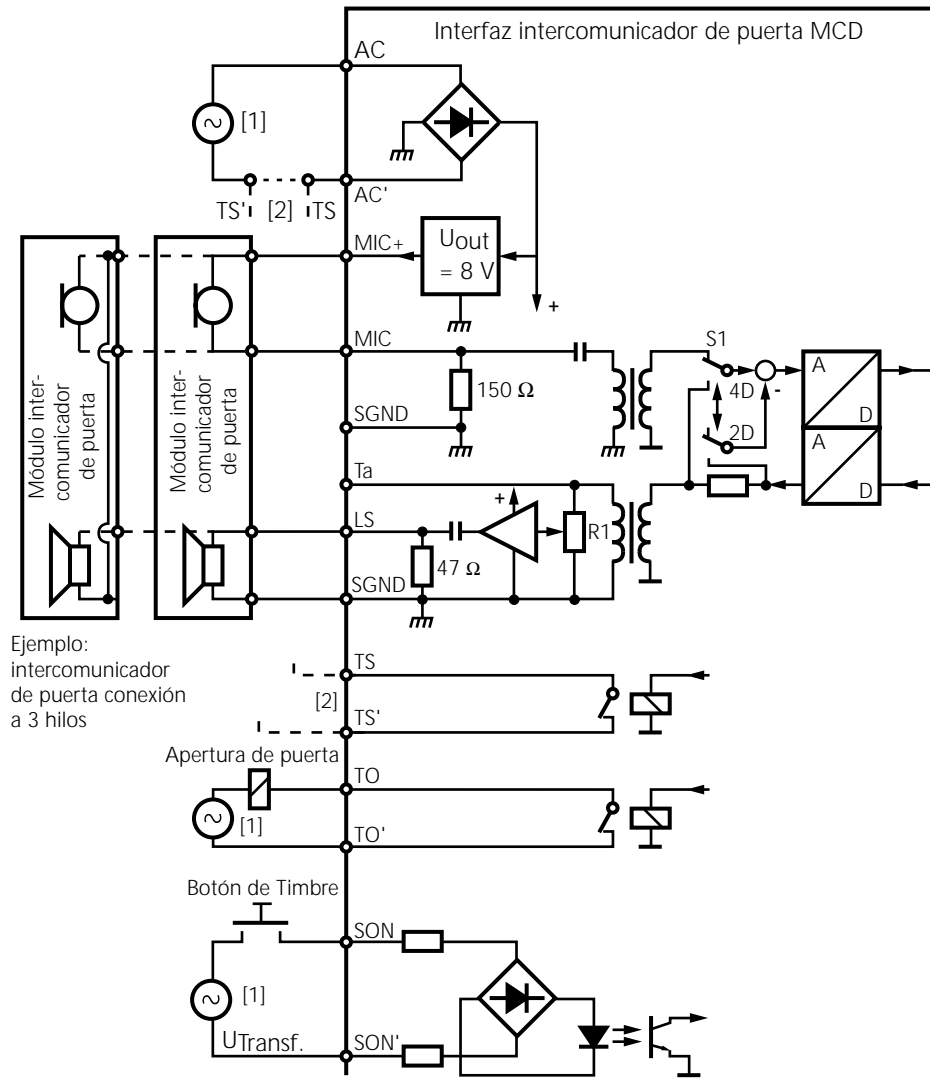 Interfaz intercomunicador de puerta MCD
AC
[1]
AC'
TS' [2] TS
MIC+
Uout
= 8 V
+
MIC
150 Ω
SGND
S1
4D
-
2D
A
D
A
D
Ta
LS
+
R1
47 Ω
SGND
Módulo inter-
comunicador
de puerta
Módulo inter-
comunicador
de puerta
Ejemplo:
intercomunicador
de puerta conexión
a 3 hilos
TS
[2]
TS'
Apertura de puerta
TO
[1]
TO'
Botón de Timbre
SON
[1]
UTransf.
SON'